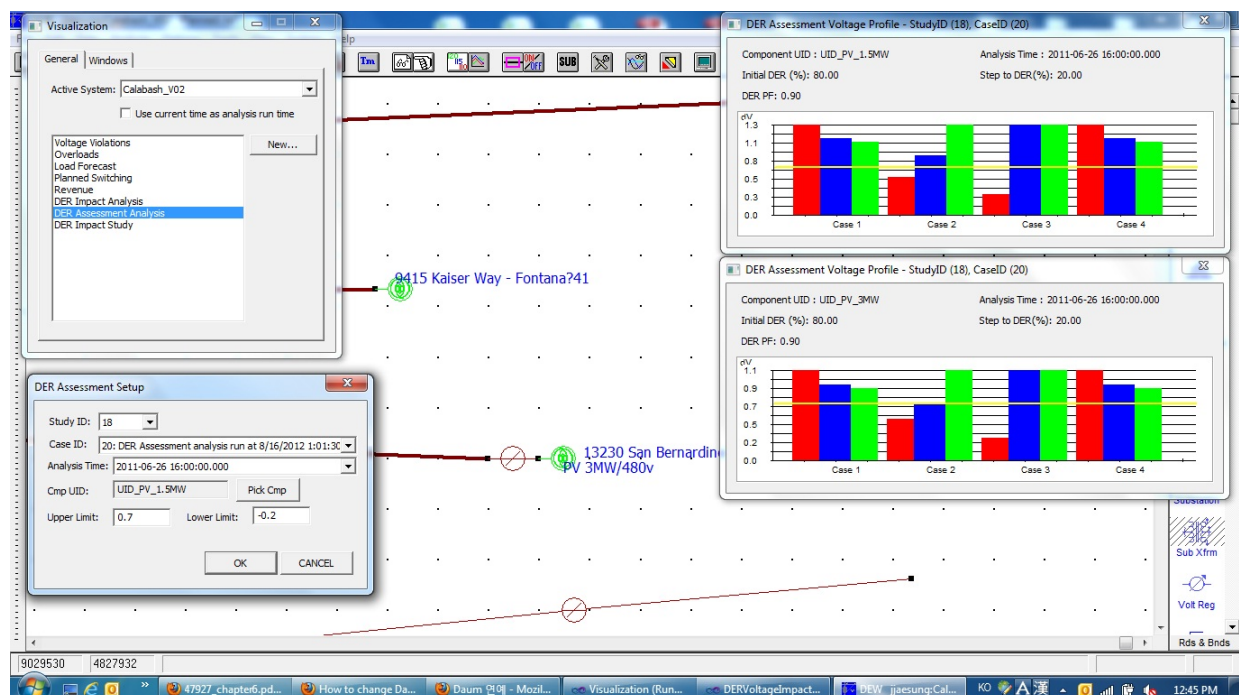 Visualization
elp
General
Windows
Active System:
Calabash_V02
Use current time as analysis run time
Voltage Violations
Overloads
Load Forecast
Planned Switching
Revenue
DER Impact Analysis
DER Assessment Analysis
DER Impact Study
New...
Tm
ON/OFF
SUB
9415 Kaiser Way - Fontana?41
13230 San Bernardino
PV 3MW/480v
DER Assessment Setup
Study ID: 18
Case ID: 20: DER Assessment analysis run at 8/16/2012 1:01:30
Analysis Time: 2011-06-26 16:00:00.000
Cmp UID: UID_PV_1.5MW
Pick Cmp
Upper Limit: 0.7 Lower Limit: -0.2
OK CANCEL
DER Assessment Voltage Profile - StudyID (18), CaseID (20)
Component UID : UID_PV_1.5MW Analysis Time : 2011-06-26 16:00:00.000
Initial DER (%): 80.00 Step to DER(%): 20.00
DER PF: 0.90
dV
1.3
1.1
0.8
0.5
0.3
0.0
Case 1 Case 2 Case 3 Case 4
DER Assessment Voltage Profile - StudyID (18), CaseID (20)
Component UID : UID_PV_3MW Analysis Time : 2011-06-26 16:00:00.000
Initial DER (%): 80.00 Step to DER(%): 20.00
DER PF: 0.90
dV
1.1
0.9
0.7
0.5
0.2
0.0
Case 1 Case 2 Case 3 Case 4
Substation
Sub Xfrm
Volt Reg
Rds & Bnds
9029530 4827932
47927_chapter6.pd... How to change Da... Daum 연예 - Mozil... Visualization (Run... DERVoltageImpact... DEW_jjaesung:Cal... KO A 漢 12:45 PM